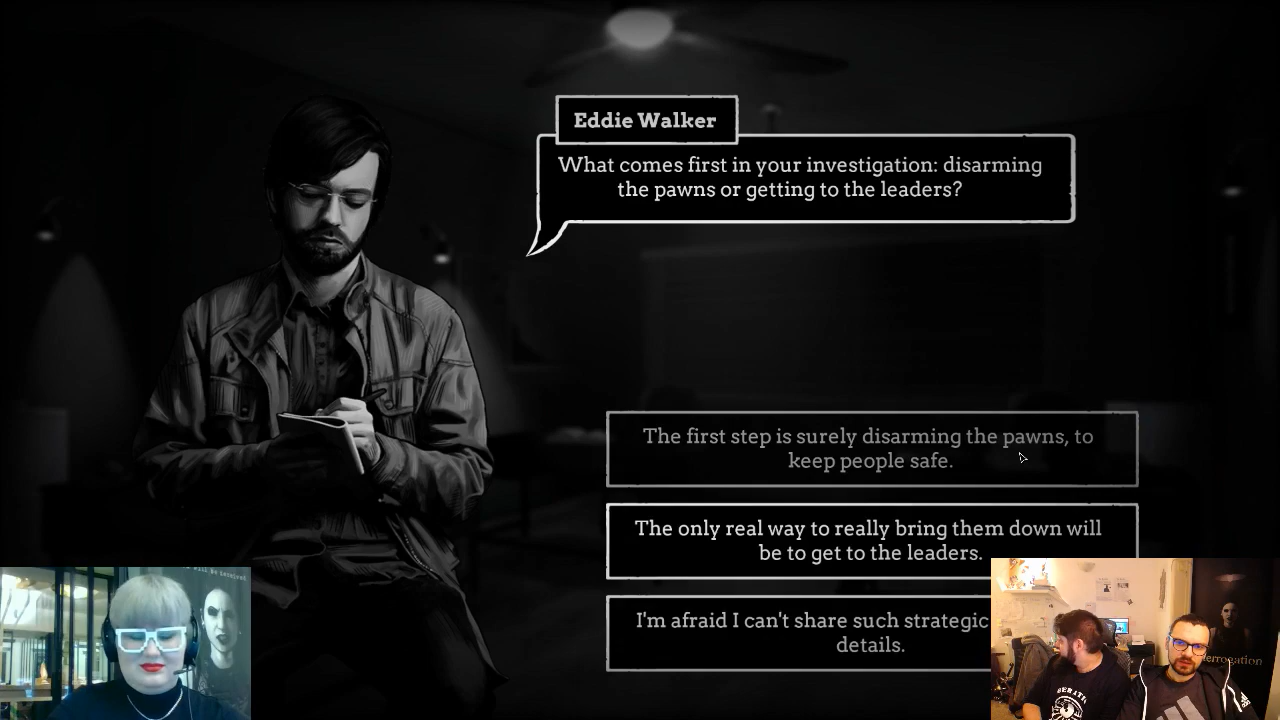 Eddie Walker
What comes first in your investigation: disarming
the pawns or getting to the leaders?
The first step is surely disarming the pawns, to
keep people safe.
The only real way to really bring them down will
be to get to the leaders.
I'm afraid I can't share such strategic
details.